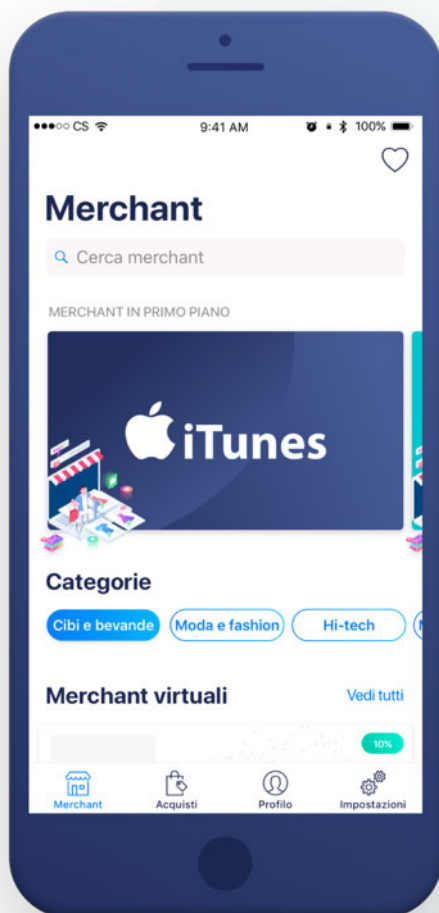 CS 9:41 AM 100%
Merchant
Cerca merchant
MERCHANT IN PRIMO PIANO
iTunes
Categorie
Cibi e bevande Moda e fashion Hi-tech
Merchant virtuali Vedi tutti
10%
Merchant Acquisti Profilo Impostazioni